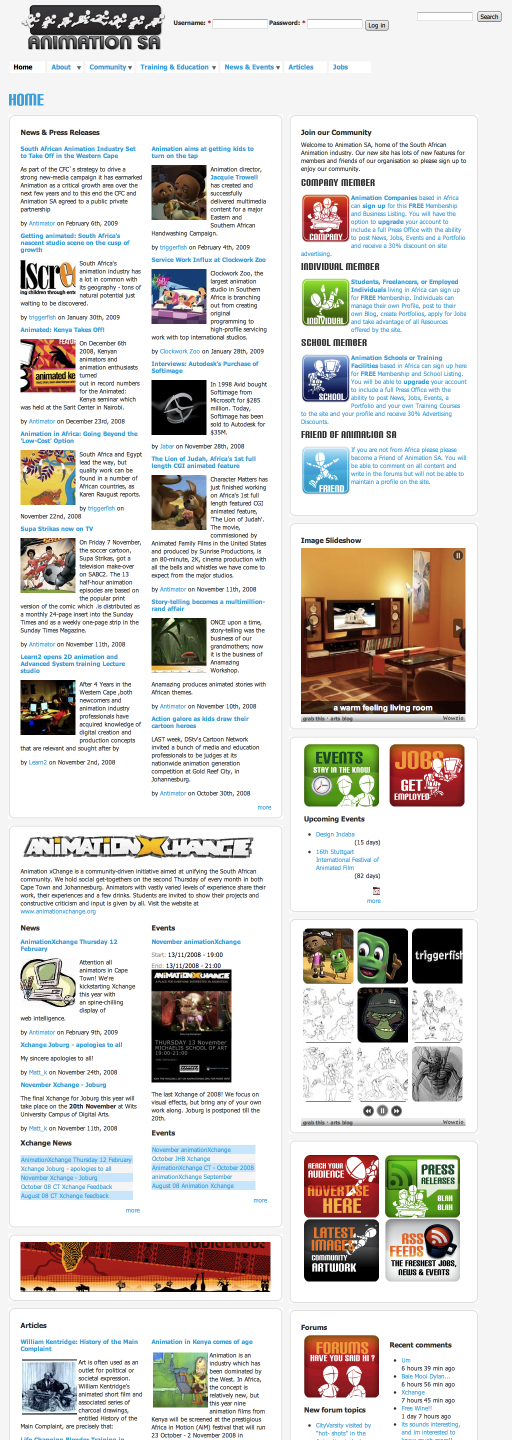 ANIMATION SA
Username: * Password: * Log in
Search
Home About Community Training & Education News & Events Articles Jobs
HOME
News & Press Releases
South African Animation Industry Set
to Take Off in the Western Cape
As part of the CFC`s strategy to drive a
strong new-media campaign it has earmarked
Animation as a critical growth area over the
next few years and to this end the CFC and
Animation SA agreed to a public private
partnership
by Animator on February 6th, 2009
Getting animated: South Africa's
nascent studio scene on the cusp of
growth
South Africa's
animation industry has
a lot in common with
its geography - tons of
natural potential just
waiting to be discovered.
by triggerfish on January 30th, 2009
Animated: Kenya Takes Off!
On December 6th
2008, Kenyan
animators and
animation enthusiasts
turned
out in record numbers
for the Animated:
Kenya seminar which
was held at the Sarit Center in Nairobi.
by Animator on December 23rd, 2008
Animation in Africa: Going Beyond the
'Low-Cost' Option
South Africa and Egypt
lead the way, but
quality work can be
found in a number of
African countries, as
Karen Raugust reports.
by triggerfish on
November 22nd, 2008
Supa Strikas now on TV
On Friday 7 November,
the soccer cartoon,
Supa Strikas, got a
television make-over
on SABC2. The 13
half-hour animation
episodes are based on
the popular print
version of the comic which .is distributed as
a monthly 24-page insert into the Sunday
Times and as a weekly one-page strip in the
Sunday Times Magazine.
by Animator on November 11th, 2008
Learn2 opens 2D animation and
Advanced System training Lecture
studio
After 4 Years in the
Western Cape ,both
newcomers and
animation industry
professionals have
acquired knowledge of
digital creation and
production concepts
that are relevant and sought after by
by Learn2 on November 2nd, 2008
Animation aims at getting kids to
turn on the tap
Animation director,
Jacquie Trowell
has created and
successfully
delivered multimedia
content for a major
Eastern and
Southern African
Handwashing Campaign.
by triggerfish on February 4th, 2009
Service Work Influx at Clockwork Zoo
Clockwork Zoo, the
largest animation
studio in Southern
Africa is branching
out from creating
original
programming to
high-profile servicing
work with top international studios.
by Clockwork Zoo on January 28th, 2009
Interviews: Autodesk's Purchase of
Softimage
In 1998 Avid bought
Softimage from
Microsoft for $285
million. Today,
Softimage has been
sold to Autodesk for
$35M.
by Jabar on November 28th, 2008
The Lion of Judah, Africa's 1st full
length CGI animated feature
Character Matters has
just finished working
on Africa's 1st full
length featured CGI
animated feature,
'The Lion of Judah'.
The movie,
commissioned by
Animated Family Films in the United States
and produced by Sunrise Productions, is
an 80-minute, 2K, cinema production with
all the bells and whistles we have come to
expect from the major studios.
by Animator on November 11th, 2008
Story-telling becomes a multimillion-
rand affair
ONCE upon a time,
story-telling was the
business of our
grandmothers; now
it is the business of
Anamazing
Workshop.
Anamazing produces animated stories with
African themes.
by Animator on November 10th, 2008
Action galore as kids draw their
cartoon heroes
LAST week, DStv's Cartoon Network
invited a bunch of media and education
professionals to be judges at its
nationwide animation generation
competition at Gold Reef City, in
Johannesburg.
by Animator on October 30th, 2008
more
ANIMATIONXCHANGE
Animation xChange is a community-driven initiative aimed at unifying the South African
community. We hold social get-togethers on the second Thursday of every month in both
Cape Town and Johannesburg. Animators with vastly varied levels of experience share their
work, their experiences and a few drinks. Students are invited to show their projects and
constructive criticism and input is given by all. Visit the website at
www.animationxchange.org
News
AnimationXchange Thursday 12
February
Attention all
animators in Cape
Town! We're
kickstarting Xchange
this year with
an spine-chilling
display of
web intelligence.
by Animator on February 9th, 2009
Xchange Joburg - apologies to all
My sincere apologies to all!
by Matt_k on November 24th, 2008
November Xchange - Joburg
The final Xchange for Joburg this year will
take place on the 20th November at Wits
University Campus of Digital Arts.
by Matt_k on November 11th, 2008
Xchange News
AnimationXchange Thursday 12 February
Xchange Joburg - apologies to all
November Xchange - Joburg
October 08 CT Xchange Feedback
August 08 CT Xchange feedback
more
Events
November animationXchange
Start: 13/11/2008 - 19:00
End: 13/11/2008 - 21:00
ANIMATIONXCHANGE
THURSDAY 13 November
MICHAELIS SCHOOL OF ART
19:00-21:00
The last Xchange of 2008! We focus on
visual effects, but bring any of your own
work along. Joburg is postponed till the
20th.
Events
November animationXchange
October JHB Xchange
AnimationXchange CT - October 2008
animationXchange September
August 08 Animation Xchange
more
INDIGENOUS
Articles
William Kentridge: History of the Main
Complaint
Art is often used as an
outlet for political or
societal expression.
William Kentridge's
animated short film and
associated series of
charcoal drawings,
entitled History of the
Main Complaint, are precisely that:
Animation in Kenya comes of age
Animation is an
industry which has
been dominated by
the West. In Africa,
the concept is
relatively new, but
this year nine
animation films from
Kenya will be screened at the prestigious
Africa in Motion (AiM) festival that will run
23 October - 2 November 2008 in
Join our Community
Welcome to Animation SA, home of the South African
Animation industry. Our new site has lots of new features for
members and friends of our organisation so please sign up to
enjoy our community.
COMPANY MEMBER
COMPANY
Animation Companies based in Africa
can sign up for this FREE Membership
and Business Listing. You will have the
option to upgrade your account to
include a full Press Office with the ability
to post News, Jobs, Events and a Portfolio
and receive a 30% discount on site
advertising.
INDIVIDUAL MEMBER
INDIVIDUAL
Students, Freelancers, or Employed
Individuals living in Africa can sign up
for FREE Membership. Individuals can
manage their own Profile, post to their
own Blog, create Portfolios, apply for Jobs
and take advantage of all Resources
offered by the site.
SCHOOL MEMBER
SCHOOL
Animation Schools or Training
Facilities based in Africa can sign up here
for FREE Membership and School Listing.
You will be able to upgrade your account
to include a full Press Office with the
ability to post News, Jobs, Events, a
Portfolio and your own Training Courses
to the site and your profile and receive 30% Advertising
Discounts.
FRIEND OF ANIMATION SA
FRIEND
If you are not from Africa please please
become a Friend of Animation SA. You will
be able to comment on all content and
write in the forums but will not be able to
maintain a profile on the site.
Image Slideshow
a warm feeling living room
grab this · arts blog Wowzio
EVENTS
STAY IN THE KNOW
JOBS
GET
EMPLOYED
Upcoming Events
Design Indaba
(15 days)
16th Stuttgart
International Festival of
Animated Film
(82 days)
more
triggerfish
grab this · arts blog Wowzio
REACH YOUR
AUDIENCE
ADVERTISE
HERE
PRESS
RELEASES
BLAH
BLAH
LATEST
IMAGES
COMMUNITY
ARTWORK
RSS
FEEDS
THE FRESHEST JOBS,
NEWS & EVENTS
Forums
FORUMS
HAVE YOU SAID HI ?
New forum topics
CityVarsity visited by
"hot- shots" in the
Recent comments
Um
6 hours 39 min ago
Baie Mooi Dylan...
6 hours 56 min ago
Xchange
7 hours 45 min ago
Free Wine!!
1 day 7 hours ago
its sounds interesting,
and im interested to